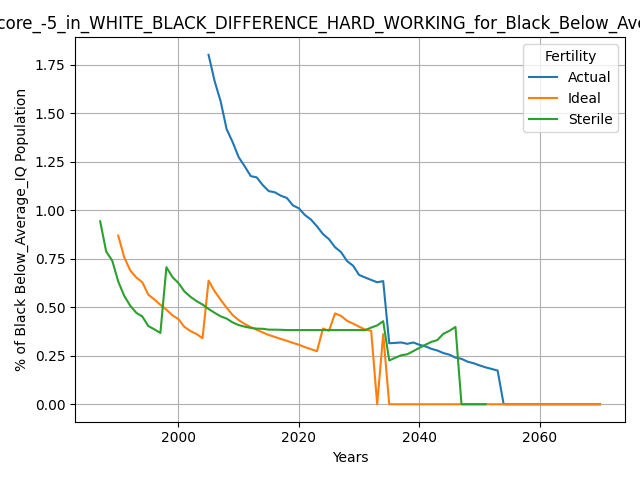 core_-5_in_WHITE_BLACK_DIFFERENCE_HARD_WORKING_for_Black_Below_Ave
% of Black Below_Average_IQ Population
1.75
1.50
1.25
1.00
0.75
0.50
0.25
0.00
Fertility
Actual
Ideal
Sterile
2000
2020
2040
2060
Years